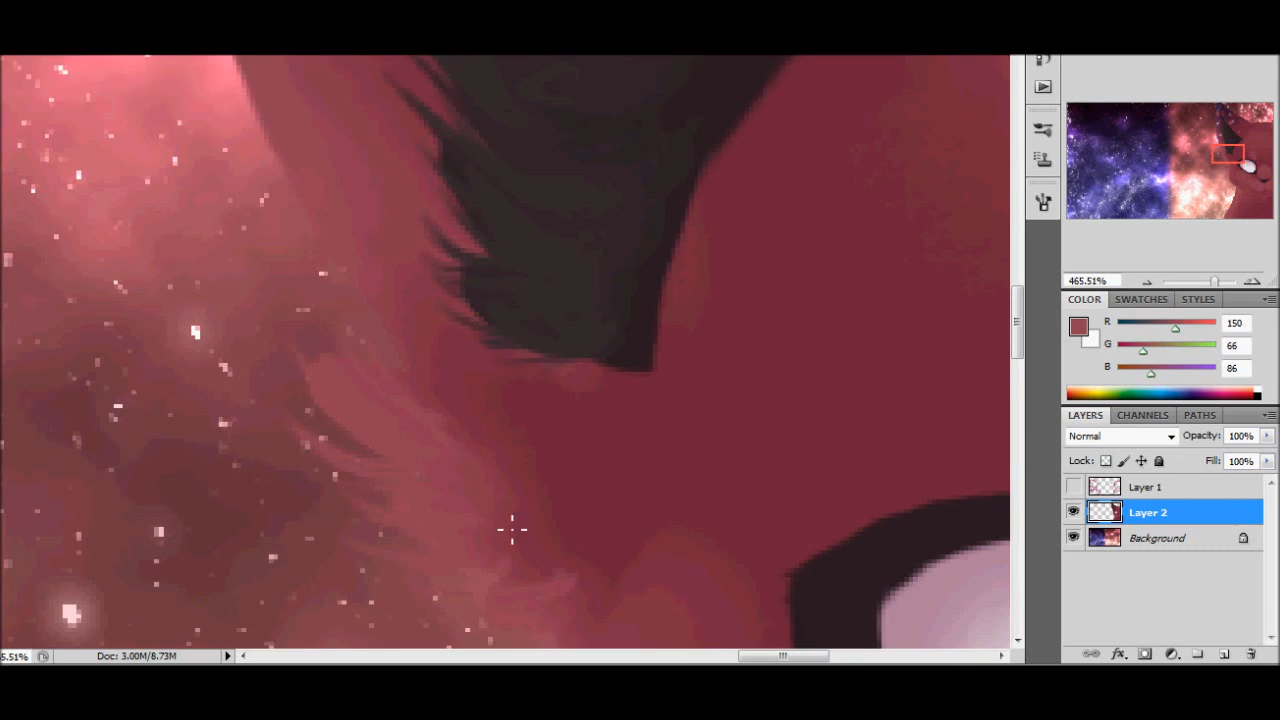 465.51%
COLOR SWATCHES STYLES
R 150
G 66
B 86
LAYERS CHANNELS PATHS
Normal Opacity: 100%
Lock: Fill: 100%
Layer 1
Layer 2
Background
5.51% Doc: 3.00M/8.73M
fx